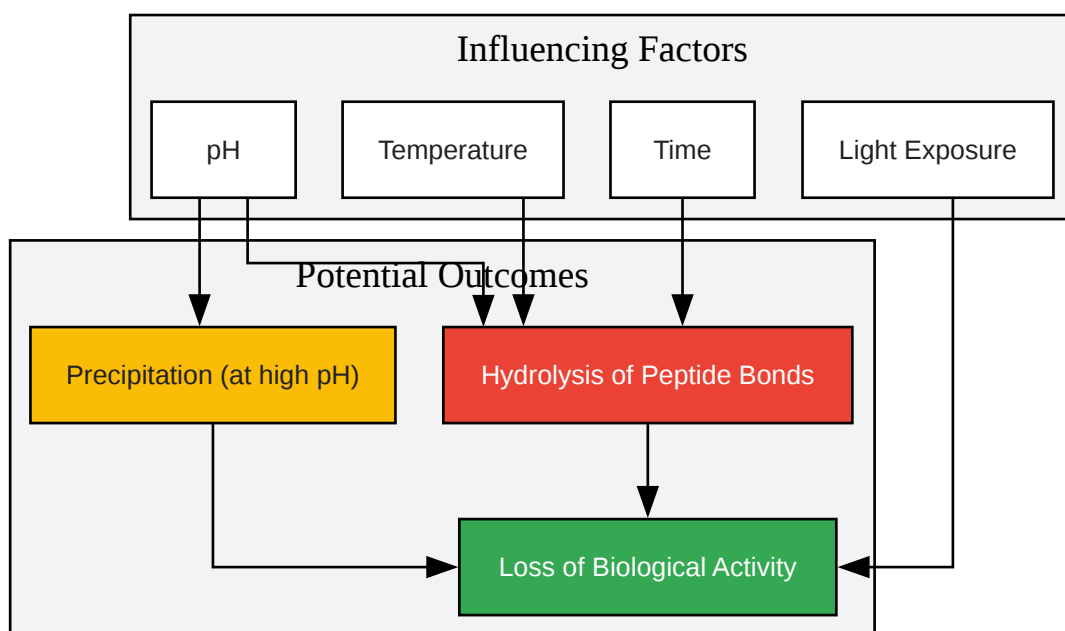 Influencing Factors
pH
Temperature
Time
Light Exposure
Potential Outcomes
Precipitation (at high pH)
Hydrolysis of Peptide Bonds
Loss of Biological Activity